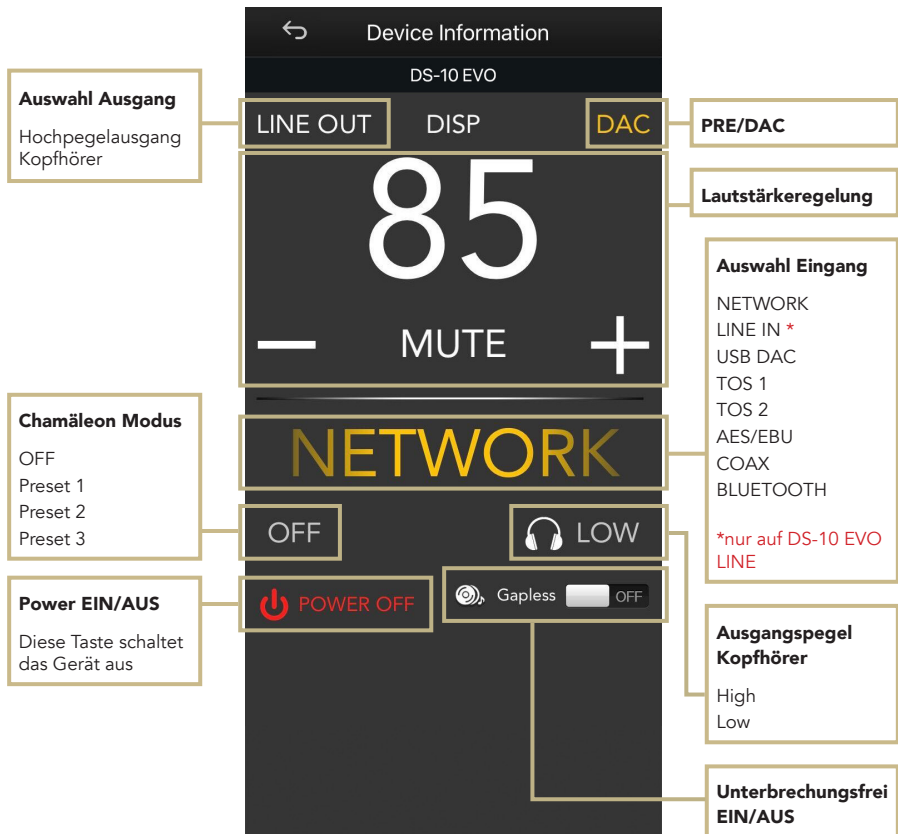 Device Information
DS-10 EVO
Auswahl Ausgang
Hochpegelausgang
Kopfhörer
LINE OUT
DISP
DAC
PRE/DAC
85
Lautstärkeregelung
MUTE
Auswahl Eingang
NETWORK
LINE IN *
USB DAC
TOS 1
TOS 2
AES/EBU
COAX
BLUETOOTH
*nur auf DS-10 EVO
LINE
Chamäleon Modus
OFF
Preset 1
Preset 2
Preset 3
NETWORK
OFF
LOW
Power EIN/AUS
Diese Taste schaltet
das Gerät aus
POWER OFF
Gapless
OFF
Ausgangspegel
Kopfhörer
High
Low
Unterbrechungsfrei
EIN/AUS